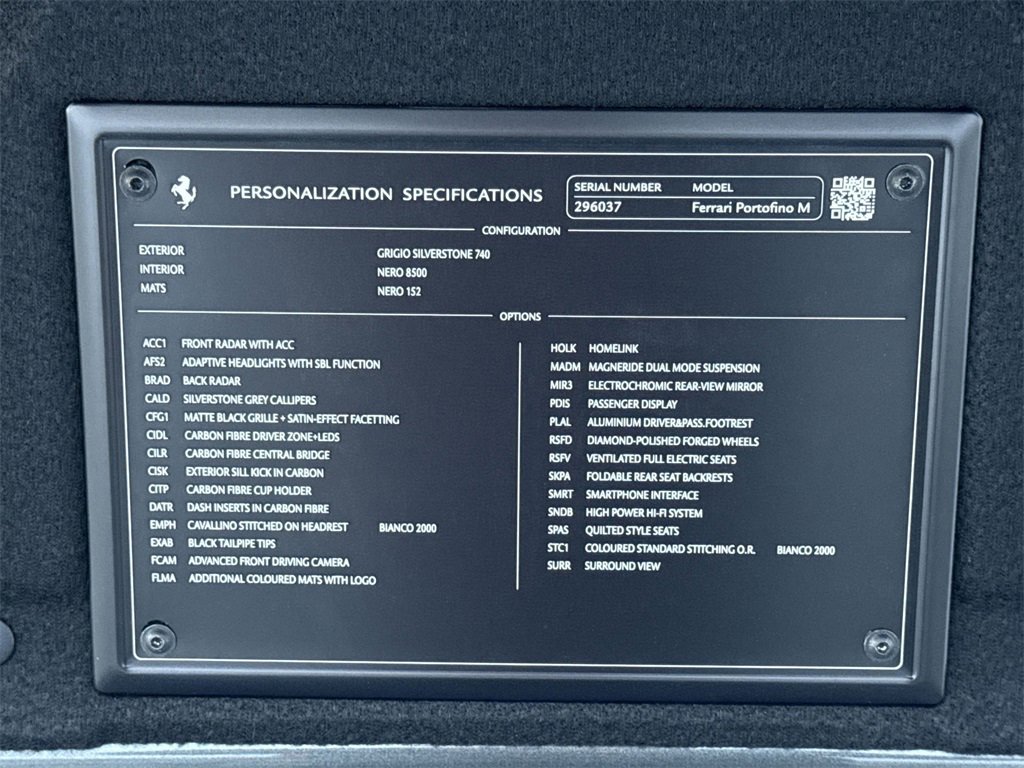 PERSONALIZATION SPECIFICATIONS
SERIAL NUMBER MODEL
296037 Ferrari Portofino M
CONFIGURATION
EXTERIOR GRIGIO SILVERSTONE 740
INTERIOR NERO 8500
MATS NERO 152
OPTIONS
ACC1 FRONT RADAR WITH ACC
AFS2 ADAPTIVE HEADLIGHTS WITH SBL FUNCTION
BRAD BACK RADAR
CALD SILVERSTONE GREY CALLIPERS
CFG1 MATTE BLACK GRILLE + SATIN-EFFECT FACETTING
CIDL CARBON FIBRE DRIVER ZONE+LEDS
CILR CARBON FIBRE CENTRAL BRIDGE
CISK EXTERIOR SILL KICK IN CARBON
CITP CARBON FIBRE CUP HOLDER
DATR DASH INSERTS IN CARBON FIBRE
EMPH CAVALLINO STITCHED ON HEADREST BIANCO 2000
EXAB BLACK TAILPIPE TIPS
FCAM ADVANCED FRONT DRIVING CAMERA
FLMA ADDITIONAL COLOURED MATS WITH LOGO
HOLK HOMELINK
MADM MAGNERIDE DUAL MODE SUSPENSION
MIR3 ELECTROCHROMIC REAR-VIEW MIRROR
PDIS PASSENGER DISPLAY
PLAL ALUMINIUM DRIVER&PASS.FOOTREST
RSFD DIAMOND-POLISHED FORGED WHEELS
RSFV VENTILATED FULL ELECTRIC SEATS
SKPA FOLDABLE REAR SEAT BACKRESTS
SMRT SMARTPHONE INTERFACE
SNDB HIGH POWER HI-FI SYSTEM
SPAS QUILTED STYLE SEATS
STC1 COLOURED STANDARD STITCHING O.R. BIANCO 2000
SURR SURROUND VIEW